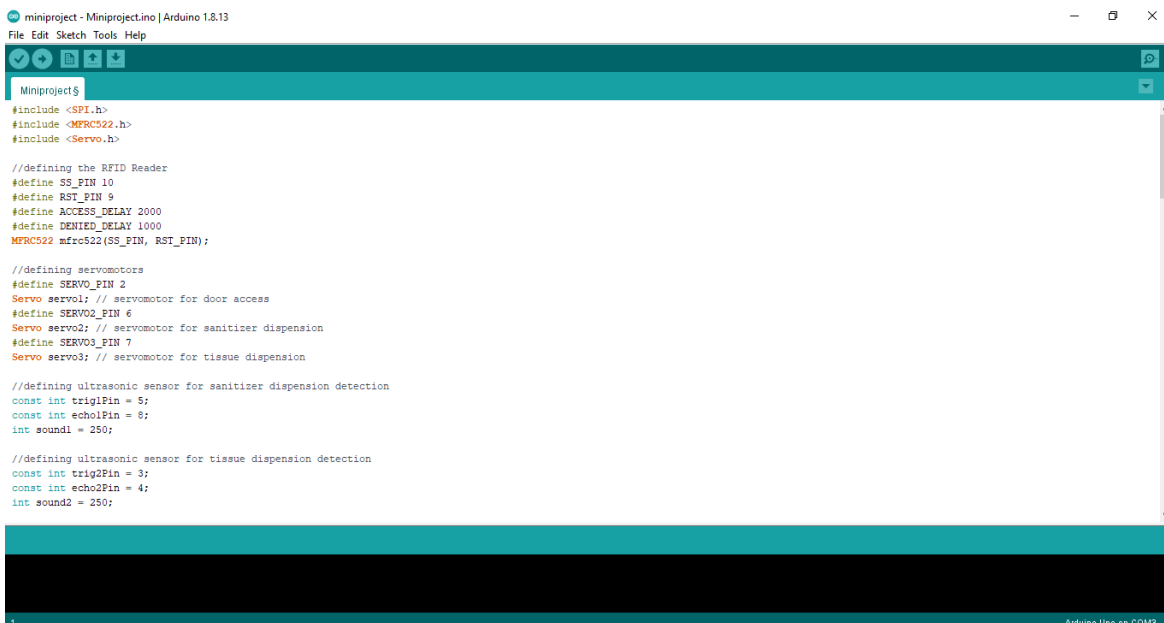 miniproject - Miniproject.ino | Arduino 1.8.13
File Edit Sketch Tools Help
Miniproject §
#include <SPI.h>
#include <MFRC522.h>
#include <Servo.h>
//defining the RFID Reader
#define SS_PIN 10
#define RST_PIN 9
#define ACCESS_DELAY 2000
#define DENIED_DELAY 1000
MFRC522 mfrc522(SS_PIN, RST_PIN);
//defining servomotors
#define SERVO_PIN 2
Servo servo1; // servomotor for door access
#define SERVO2_PIN 6
Servo servo2; // servomotor for sanitizer dispension
#define SERVO3_PIN 7
Servo servo3; // servomotor for tissue dispension
//defining ultrasonic sensor for sanitizer dispension detection
const int trig1Pin = 5;
const int echo1Pin = 8;
int sound1 = 250;
//defining ultrasonic sensor for tissue dispension detection
const int trig2Pin = 3;
const int echo2Pin = 4;
int sound2 = 250;
1
Arduino Uno on COM3